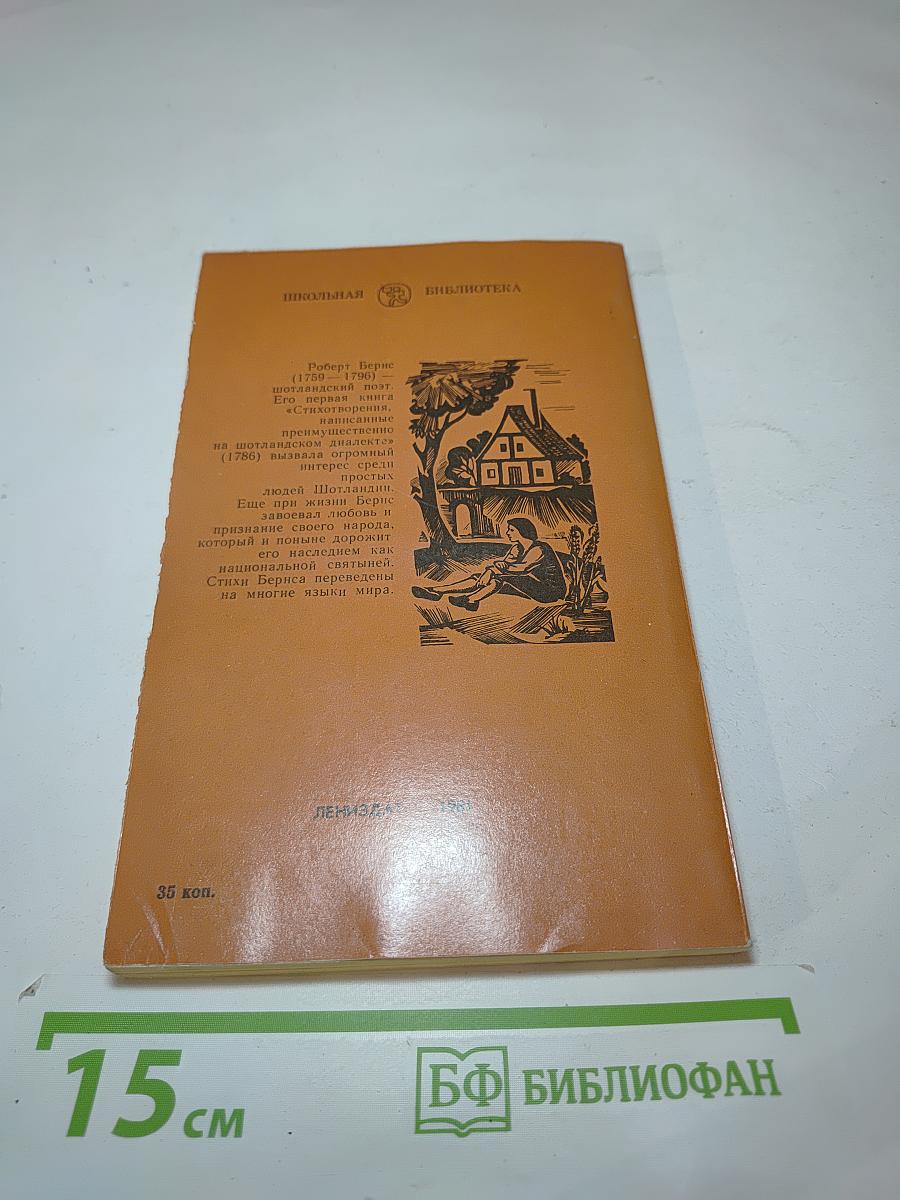 ШКОЛЬНАЯ БИБЛИОТЕКА
Роберт Бернс
(1759 — 1796) —
шотландский поэт.
Его первая книга
«Стихотворения,
написанные
преимущественно
на шотландском диалекте»
(1786) вызвала огромный
интерес среди
простых
людей Шотландии.
Еще при жизни Бернс
завоевал любовь и
признание своего народа,
который и поныне дорожит
его наследием как
национальной святыней.
Стихи Бернса переведены
на многие языки мира.
ЛЕНИЗДАТ 1981
35 коп.
15 см
БФ БИБЛИОФАН